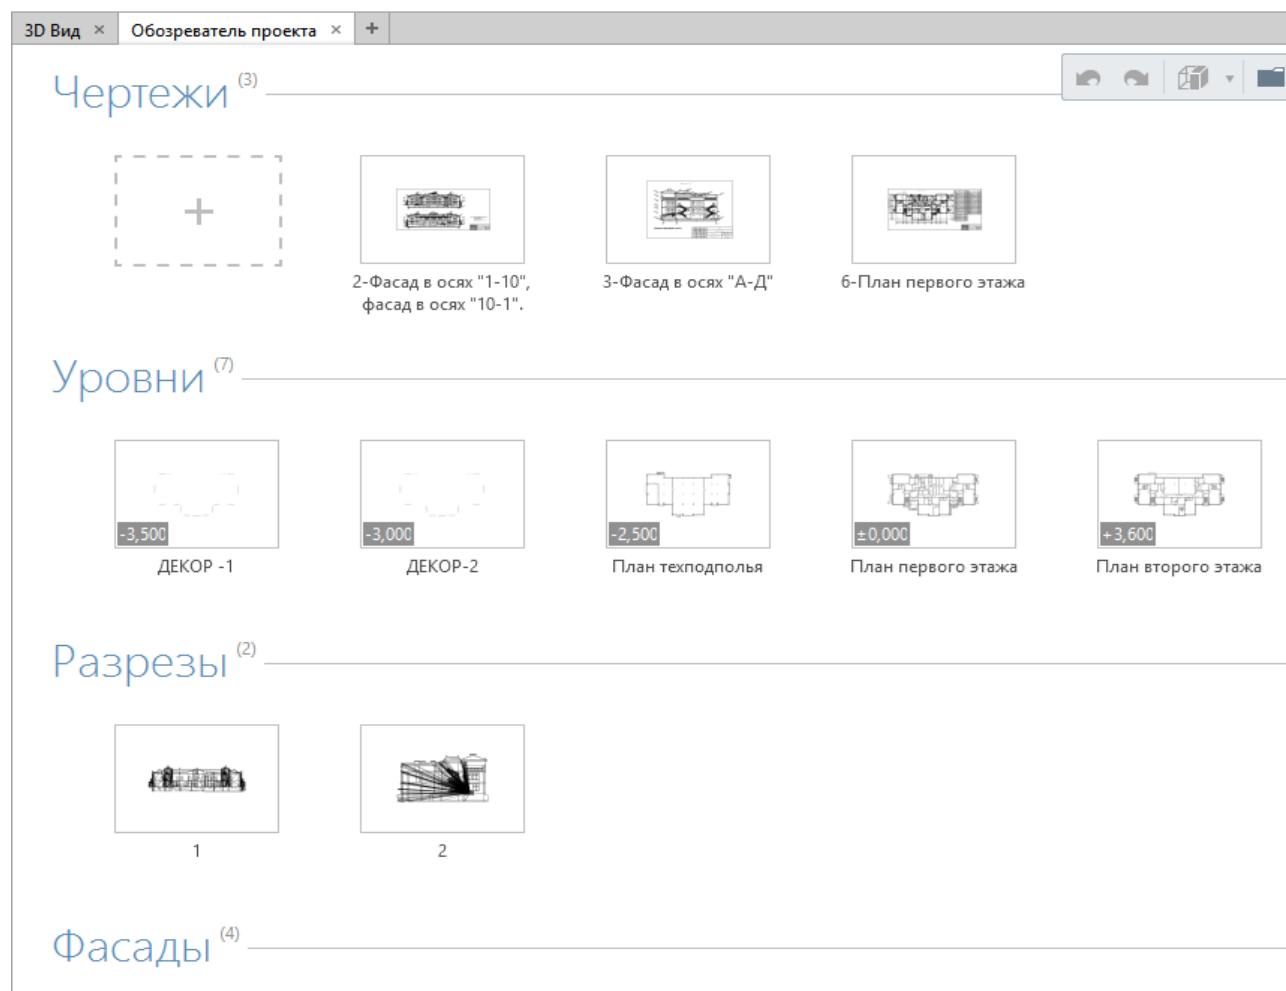 3D Вид × Обозреватель проекта × +
Чертежи (3)
2-Фасад в осях "1-10",
фасад в осях "10-1".
3-Фасад в осях "А-Д"
6-План первого этажа
Уровни (7)
-3,500
-3,000
-2,500
±0,000
+3,600
ДЕКОР -1
ДЕКОР-2
План техподполья
План первого этажа
План второго этажа
Разрезы (2)
1
2
Фасады (4)